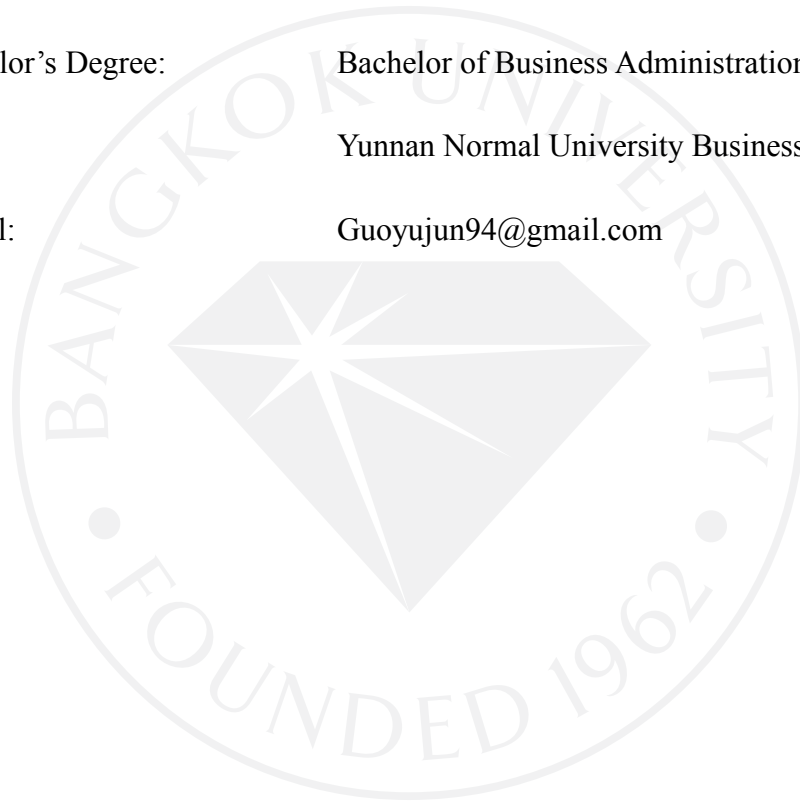 lor’s Degree: Bachelor of Business Administration
Yunnan Normal University Business
l: Guoyujun94@gmail.com
BANGKOK UNIVERSITY
FOUNDED 1962